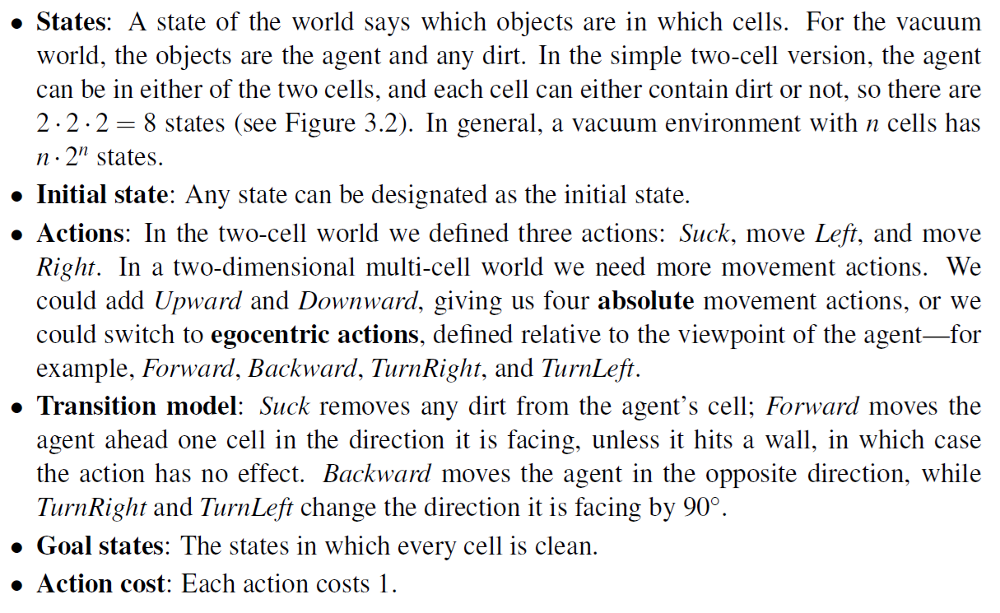 • States: A state of the world says which objects are in which cells. For the vacuum
world, the objects are the agent and any dirt. In the simple two-cell version, the agent
can be in either of the two cells, and each cell can either contain dirt or not, so there are
2 · 2 · 2 = 8 states (see Figure 3.2). In general, a vacuum environment with n cells has
n · 2ⁿ states.
• Initial state: Any state can be designated as the initial state.
• Actions: In the two-cell world we defined three actions: Suck, move Left, and move
Right. In a two-dimensional multi-cell world we need more movement actions. We
could add Upward and Downward, giving us four absolute movement actions, or we
could switch to egocentric actions, defined relative to the viewpoint of the agent—for
example, Forward, Backward, TurnRight, and TurnLeft.
• Transition model: Suck removes any dirt from the agent’s cell; Forward moves the
agent ahead one cell in the direction it is facing, unless it hits a wall, in which case
the action has no effect. Backward moves the agent in the opposite direction, while
TurnRight and TurnLeft change the direction it is facing by 90°.
• Goal states: The states in which every cell is clean.
• Action cost: Each action costs 1.